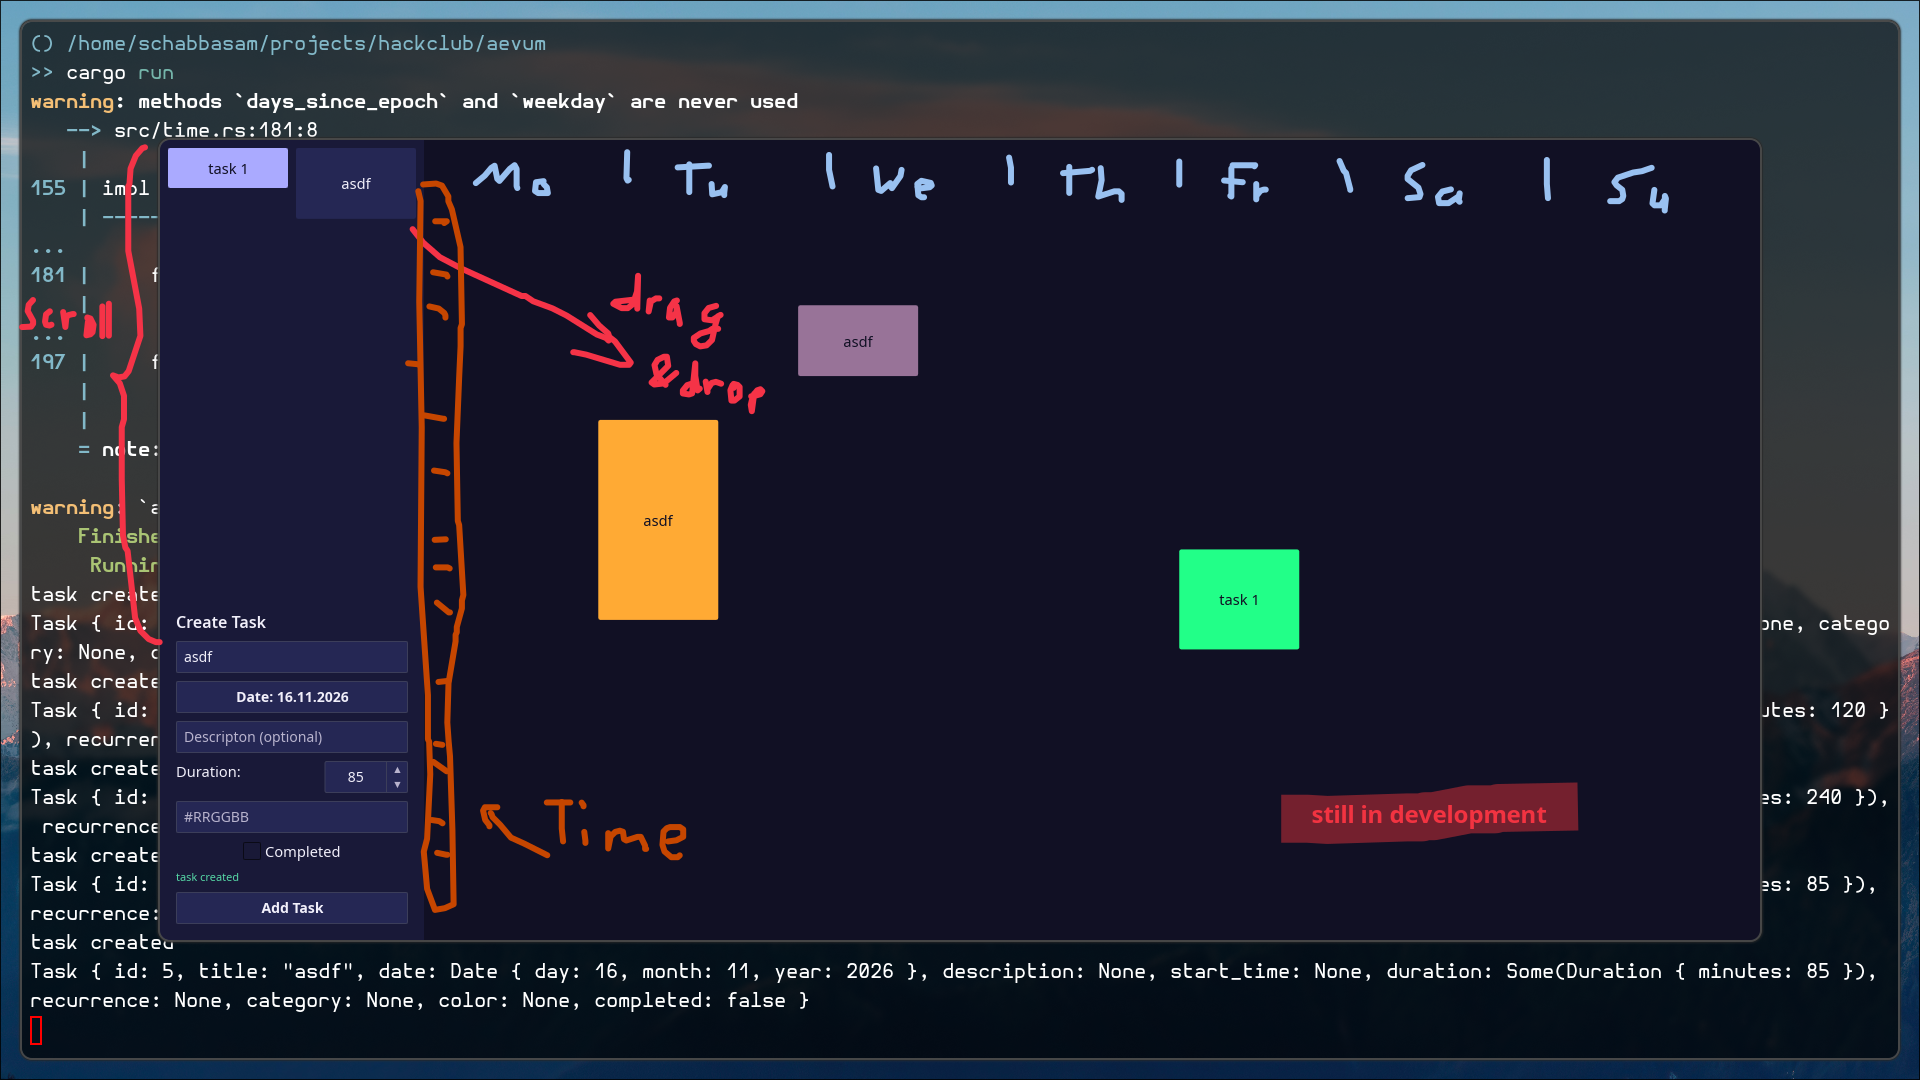 () /home/schabbasam/projects/hackclub/aevum
>> cargo run
warning: methods `days_since_epoch` and `weekday` are never used
--> src/time.rs:181:8
|
155 | impl
| -----
...
181 | f
|
...
197 | f
|
|
= note:
warning: `a
Finishe
Runnin
task create
Task { id: one, catego
ry: None, c
task create
Task { id: utes: 120 }
), recurren
task create
Task { id: es: 240 }),
recurrence
task create
Task { id: es: 85 }),
recurrence:
task created
Task { id: 5, title: "asdf", date: Date { day: 16, month: 11, year: 2026 }, description: None, start_time: None, duration: Some(Duration { minutes: 85 }),
recurrence: None, category: None, color: None, completed: false }
Scroll
task 1
asdf
Mo | Tu | We | Th | Fr | Sa | Su
drag
& drop
asdf
asdf
task 1
Create Task
asdf
Date: 16.11.2026
Descripton (optional)
Duration: 85
#RRGGBB
Completed
task created
Add Task
Time
still in development